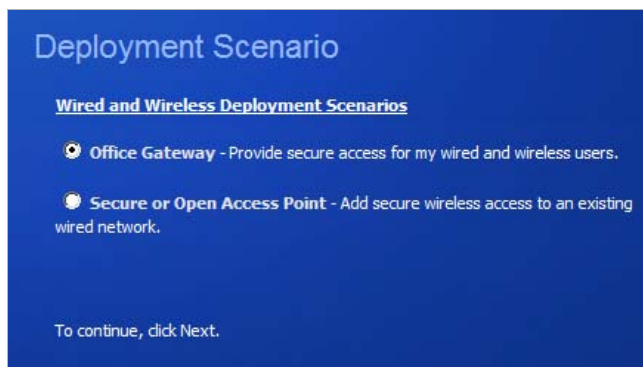 Deployment Scenario
Wired and Wireless Deployment Scenarios
Office Gateway - Provide secure access for my wired and wireless users.
Secure or Open Access Point - Add secure wireless access to an existing
wired network.
To continue, click Next.